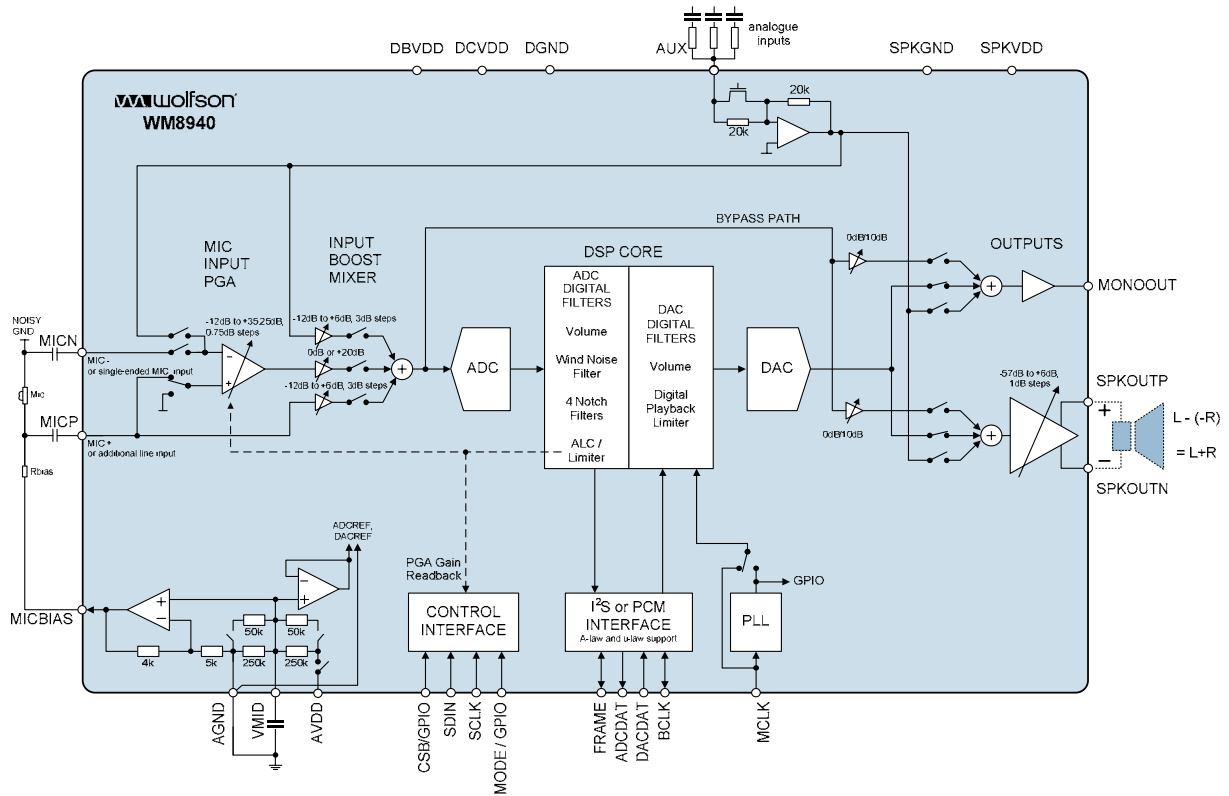 analogue
inputs
AUX
DBVDD DCVDD DGND
SPKGND SPKVDD
wolfson
WM8940
20k
20k
BYPASS PATH
MIC
INPUT
PGA
INPUT
BOOST
MIXER
DSP CORE
0dB/10dB
OUTPUTS
ADC
DIGITAL
FILTERS
Volume
Wind Noise
Filter
4 Notch
Filters
ALC /
Limiter
DAC
DIGITAL
FILTERS
Volume
Digital
Playback
Limiter
MONOOUT
NOISY
GND
MICN
-12dB to +35.25dB,
0.75dB steps
-12dB to +6dB, 3dB steps
0dB or +20dB
-12dB to +6dB, 3dB steps
MIC -
or single-ended MIC input
ADC
DAC
-57dB to +6dB,
1dB steps
Mic
MICP
MIC +
or additional line input
Rbias
0dB/10dB
SPKOUTP
L - (-R)
= L+R
SPKOUTN
ADCREF,
DACREF
PGA Gain
Readback
GPIO
MICBIAS
CONTROL
INTERFACE
I²S or PCM
INTERFACE
A-law and u-law support
PLL
50k 50k
4k 5k 250k 250k
AGND
VMID
AVDD
CSB/GPIO
SDIN
SCLK
MODE / GPIO
FRAME
ADCDAT
DACDAT
BCLK
MCLK